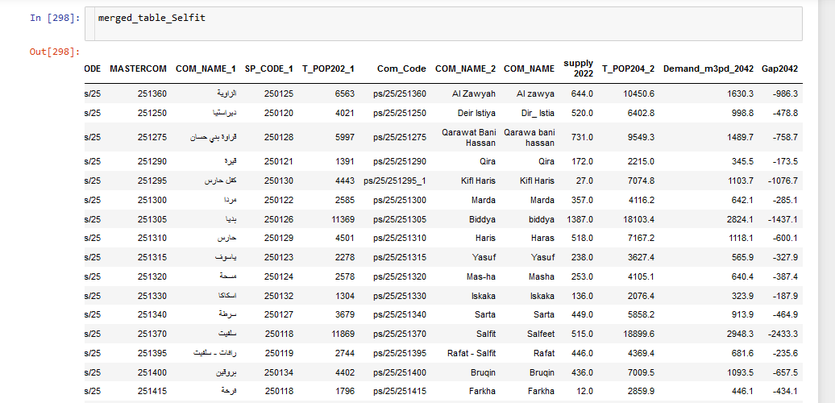 In [298]: merged_table_Selfit
Out[298]:
ODE MASTERCOM COM_NAME_1 SP_CODE_1 T_POP202_1 Com_Code COM_NAME_2 COM_NAME supply 2022 T_POP204_2 Demand_m3pd_2042 Gap2042
s/25 251360 الزاوية 250125 6563 ps/25/251360 Al Zawyah Al zawya 644.0 10450.6 1630.3 -986.3
s/25 251250 ديراستيا 250120 4021 ps/25/251250 Deir Istiya Dir_ Istia 520.0 6402.8 998.8 -478.8
s/25 251275 قراوة بني حسان 250128 5997 ps/25/251275 Qarawat Bani Hassan Qarawa bani hassan 731.0 9549.3 1489.7 -758.7
s/25 251290 قيرة 250121 1391 ps/25/251290 Qira Qira 172.0 2215.0 345.5 -173.5
s/25 251295 كفل حارس 250130 4443 ps/25/251295_1 Kifl Haris Kifl Haris 27.0 7074.8 1103.7 -1076.7
s/25 251300 مردا 250122 2585 ps/25/251300 Marda Marda 357.0 4116.2 642.1 -285.1
s/25 251305 بديا 250126 11369 ps/25/251305 Biddya biddya 1387.0 18103.4 2824.1 -1437.1
s/25 251310 حارس 250129 4501 ps/25/251310 Haris Haras 518.0 7167.2 1118.1 -600.1
s/25 251315 ياسوف 250123 2278 ps/25/251315 Yasuf Yasuf 238.0 3627.4 565.9 -327.9
s/25 251320 مسحة 250124 2578 ps/25/251320 Mas-ha Masha 253.0 4105.1 640.4 -387.4
s/25 251330 اسكاكا 250132 1304 ps/25/251330 Iskaka Iskaka 136.0 2076.4 323.9 -187.9
s/25 251340 سرطة 250127 3679 ps/25/251340 Sarta Sarta 449.0 5858.2 913.9 -464.9
s/25 251370 سلفيت 250118 11869 ps/25/251370 Salfit Salfeet 515.0 18899.6 2948.3 -2433.3
s/25 251395 رافات - سلفيت 250119 2744 ps/25/251395 Rafat - Salfit Rafat 446.0 4369.4 681.6 -235.6
s/25 251400 بروقين 250134 4402 ps/25/251400 Bruqin Bruqin 436.0 7009.5 1093.5 -657.5
s/25 251415 فرخة 250118 1796 ps/25/251415 Farkha Farkha 12.0 2859.9 446.1 -434.1